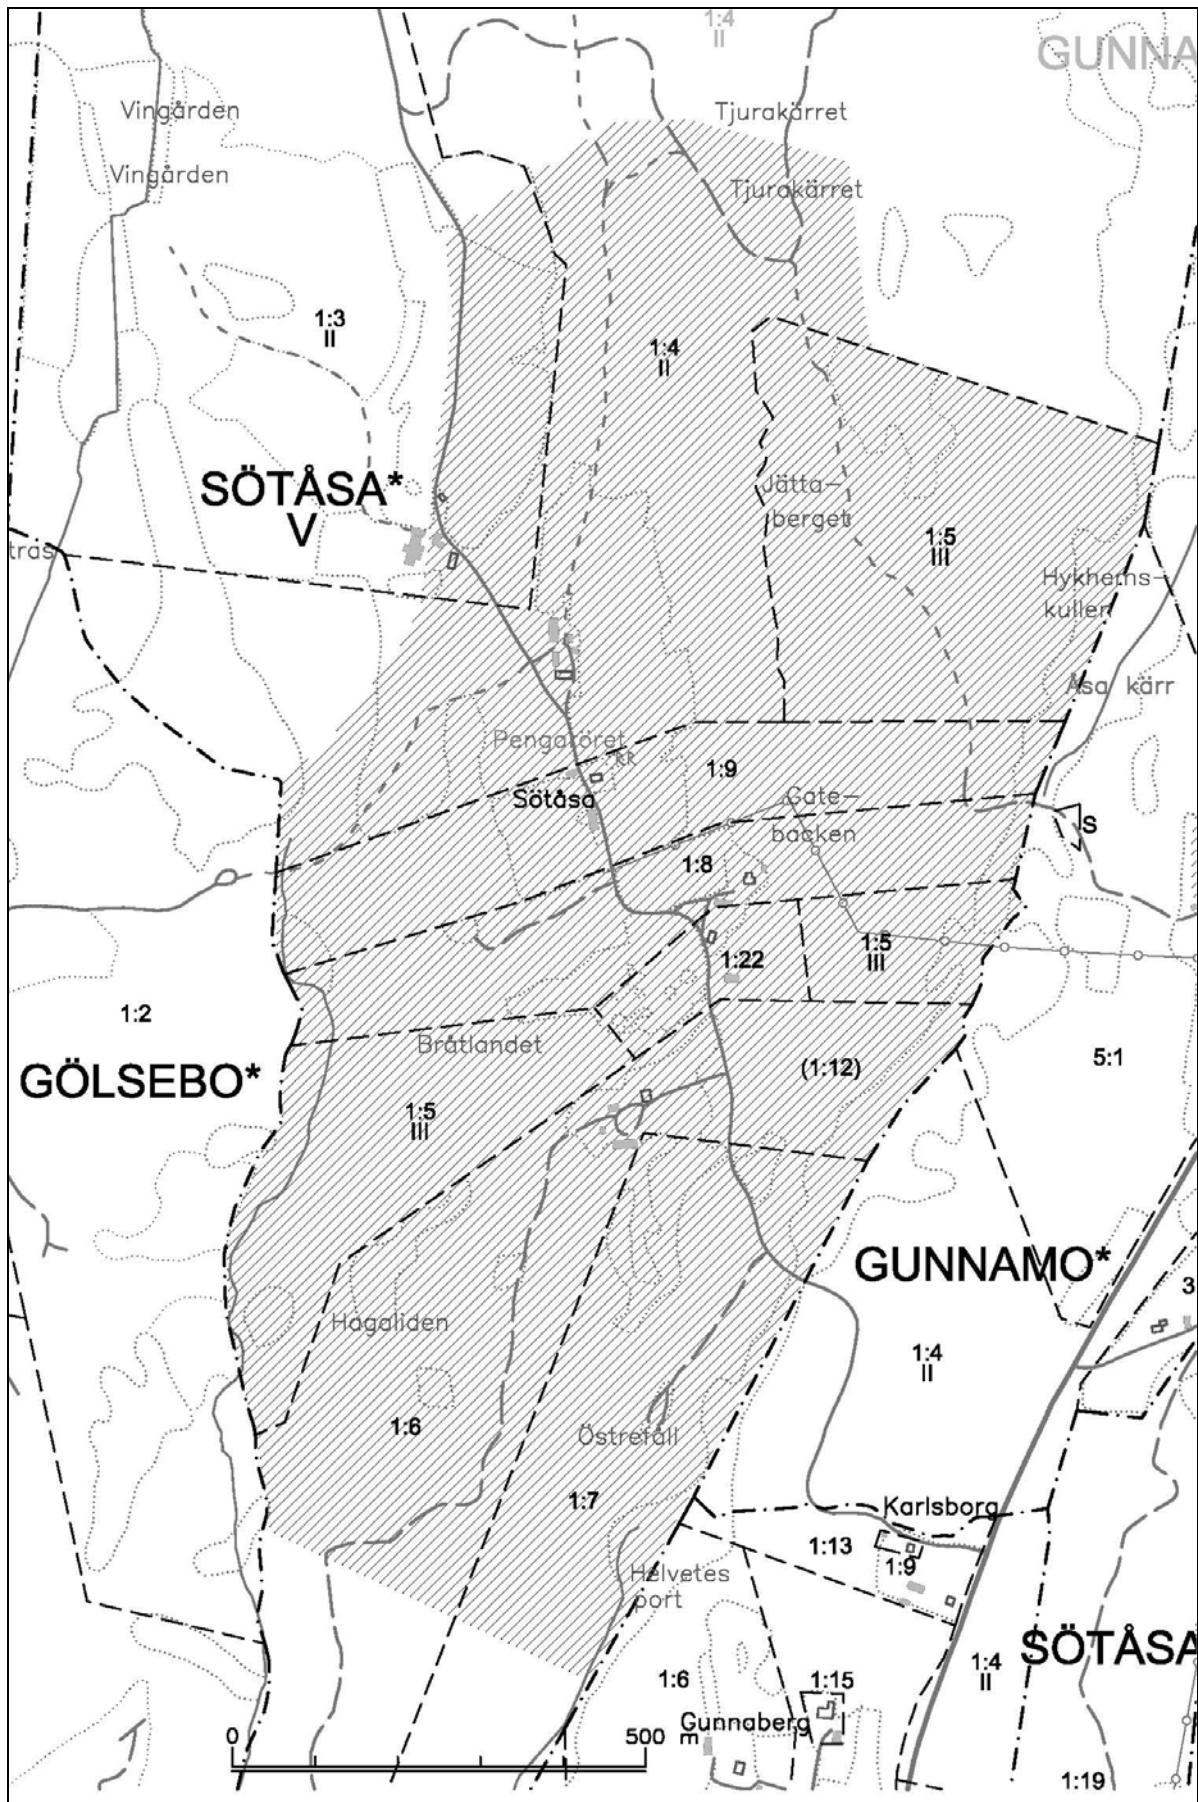 1:4
II
GUNNA
Vingården
Tjurakärret
Vingården
Tjurakärret
1:3
II
1:4
II
SÖTÅSA*
V
Jätta-
berget
1:5
III
tras
Hykhems-
kullen
Åsa kärr
Pengaröret
RR
1:9
Sötåsa
Gate-
backen
S
1:8
1:22
1:5
III
1:2
Bråtlandet
GÖLSEBO*
(1:12)
5:1
1:5
III
GUNNAMO*
3
Hagaliden
1:4
II
1:6
Östrefåll
1:7
Karlsborg
1:13
1:9
Helvetes
port
SÖTÅSA
1:6
1:15
1:4
II
Gunnaberg
0
500
m
1:19